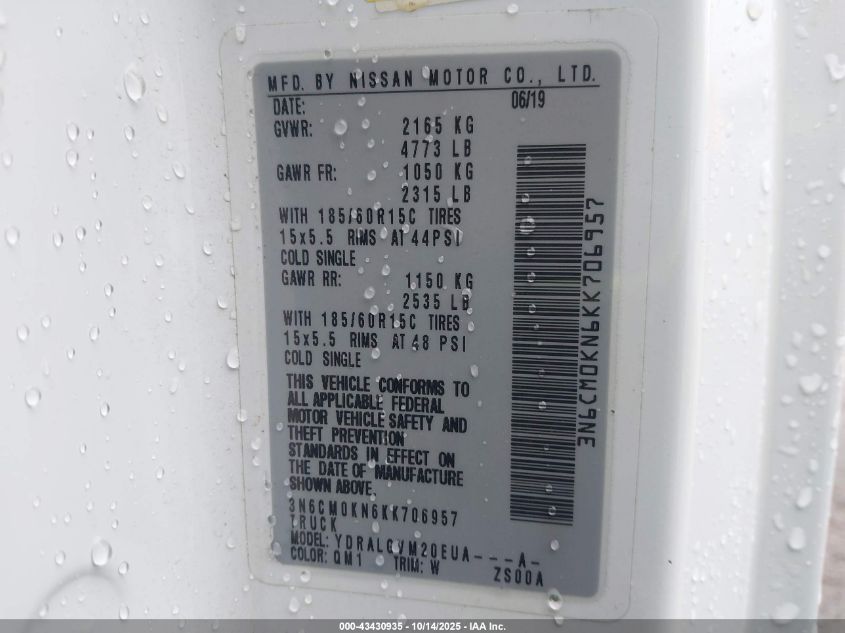 MFD. BY NISSAN MOTOR CO., LTD.
DATE: 06/19
GVWR: 2165 KG
4773 LB
GAWR FR: 1050 KG
2315 LB
WITH 185/60R15C TIRES
15x5.5 RIMS AT 44PSI
COLD SINGLE
GAWR RR: 1150 KG
2535 LB
WITH 185/60R15C TIRES
15x5.5 RIMS AT 48 PSI
COLD SINGLE
THIS VEHICLE CONFORMS TO
ALL APPLICABLE FEDERAL
MOTOR VEHICLE SAFETY AND
THEFT PREVENTION
STANDARDS IN EFFECT ON
THE DATE OF MANUFACTURE
SHOWN ABOVE.
3N6CM0KN6KK706957
TRUCK
MODEL: YDRALGVM20EUA---A-
COLOR: QM1 TRIM: W ZS00A
3N6CM0KN6KK706957
000-43430935 - 10/14/2025 - IAA Inc.